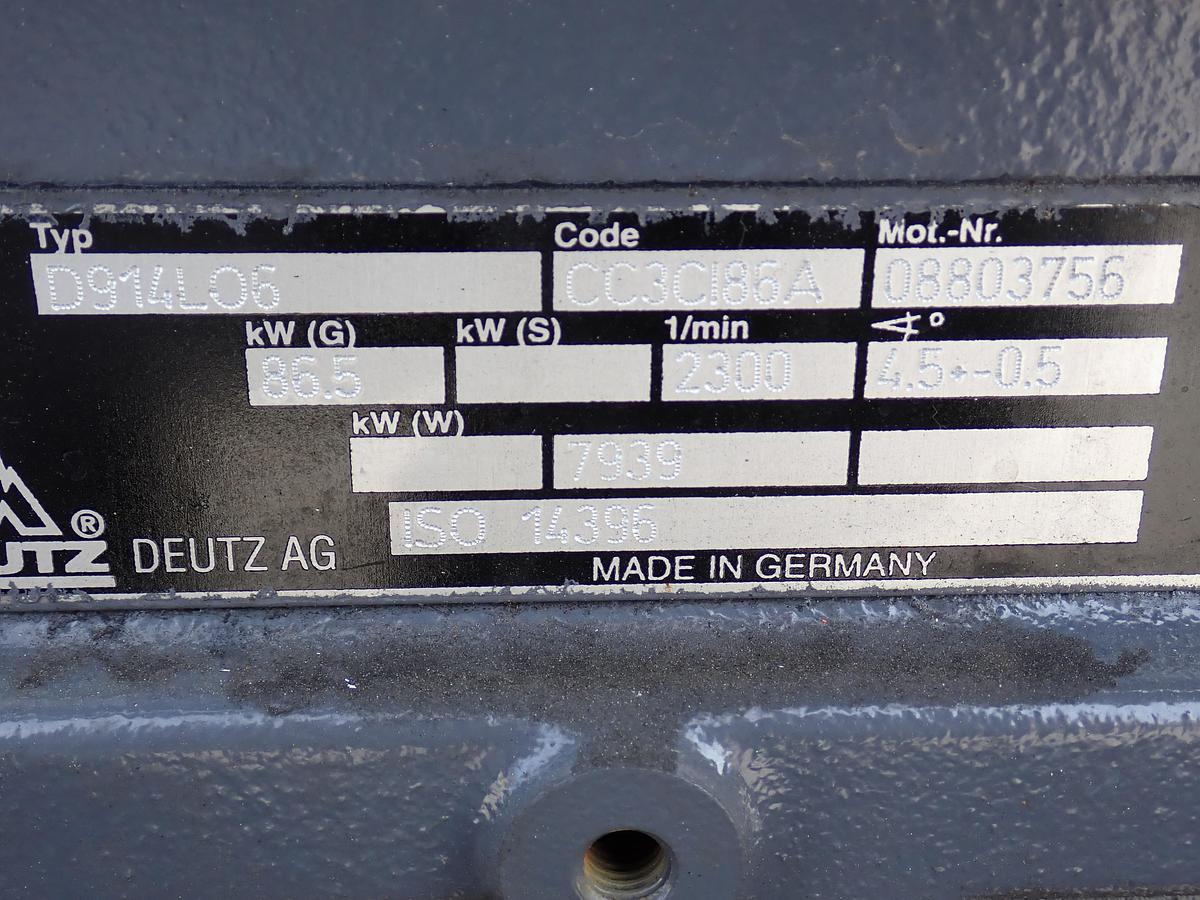 Typ Code Mot.-Nr.
D914L06 CC3CI86A 08803756
kW (G) kW (S) 1/min ∢°
86.5 2300 4.5+-0.5
kW (W)
7939
ISO 14396
UTZ® DEUTZ AG
MADE IN GERMANY